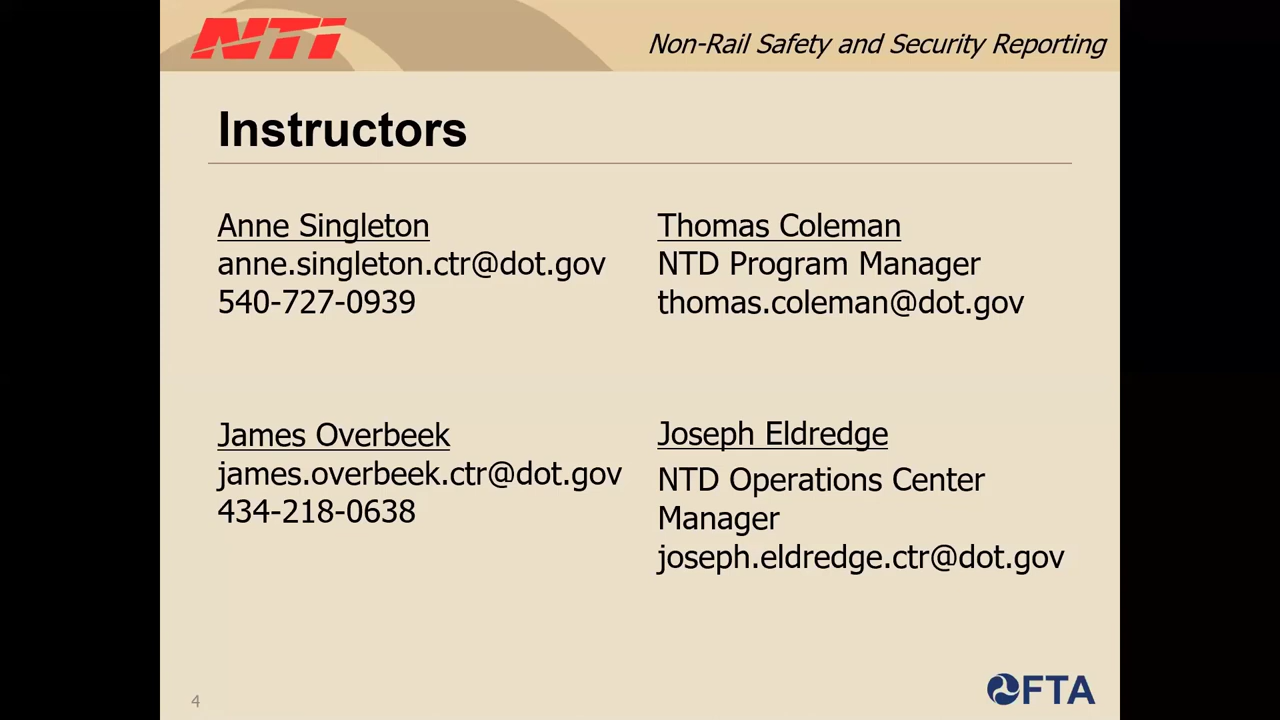 NTI
Non-Rail Safety and Security Reporting
Instructors
Anne Singleton
anne.singleton.ctr@dot.gov
540-727-0939
Thomas Coleman
NTD Program Manager
thomas.coleman@dot.gov
James Overbeek
james.overbeek.ctr@dot.gov
434-218-0638
Joseph Eldredge
NTD Operations Center
Manager
joseph.eldredge.ctr@dot.gov
4
FTA